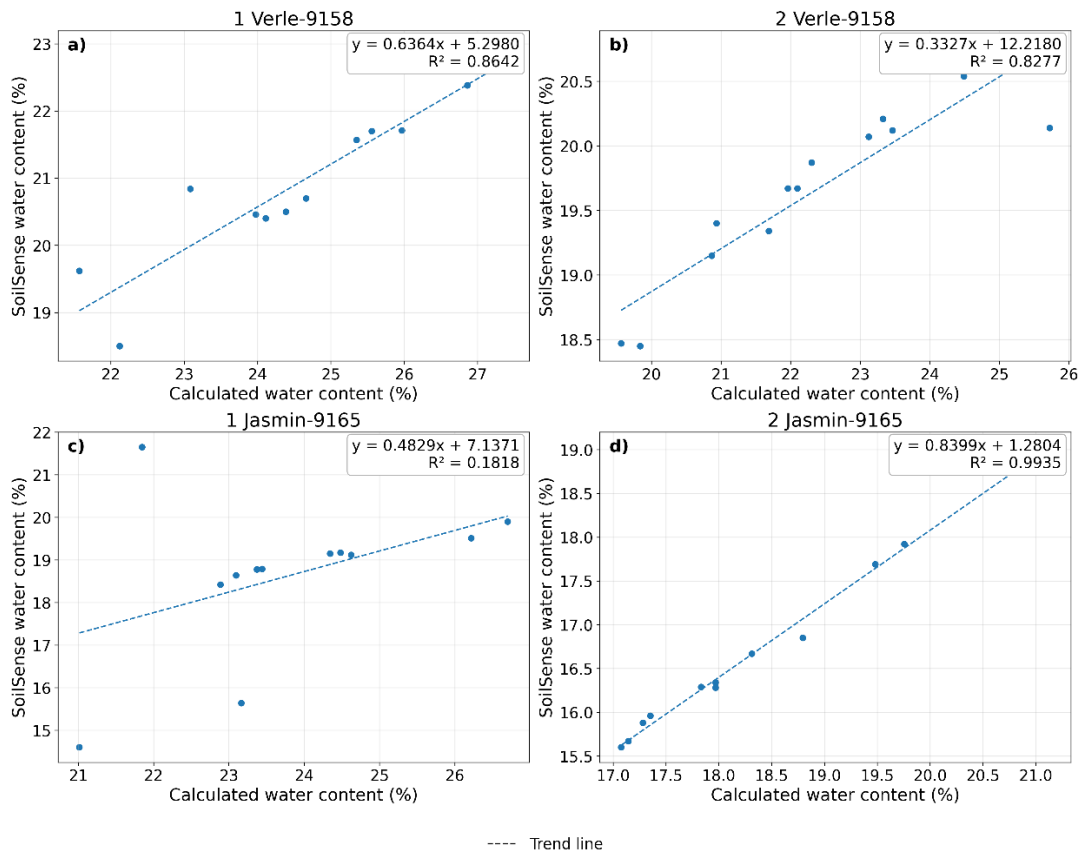 1 Verle-9158
a)
y = 0.6364x + 5.2980
R² = 0.8642
SoilSense water content (%)
23
22
21
20
19
22 23 24 25 26 27
Calculated water content (%)
2 Verle-9158
b)
y = 0.3327x + 12.2180
R² = 0.8277
SoilSense water content (%)
20.5
20.0
19.5
19.0
18.5
20 21 22 23 24 25 26
Calculated water content (%)
1 Jasmin-9165
c)
y = 0.4829x + 7.1371
R² = 0.1818
SoilSense water content (%)
22
21
20
19
18
17
16
15
21 22 23 24 25 26
Calculated water content (%)
2 Jasmin-9165
d)
y = 0.8399x + 1.2804
R² = 0.9935
SoilSense water content (%)
19.0
18.5
18.0
17.5
17.0
16.5
16.0
15.5
17.0 17.5 18.0 18.5 19.0 19.5 20.0 20.5 21.0
Calculated water content (%)
Trend line